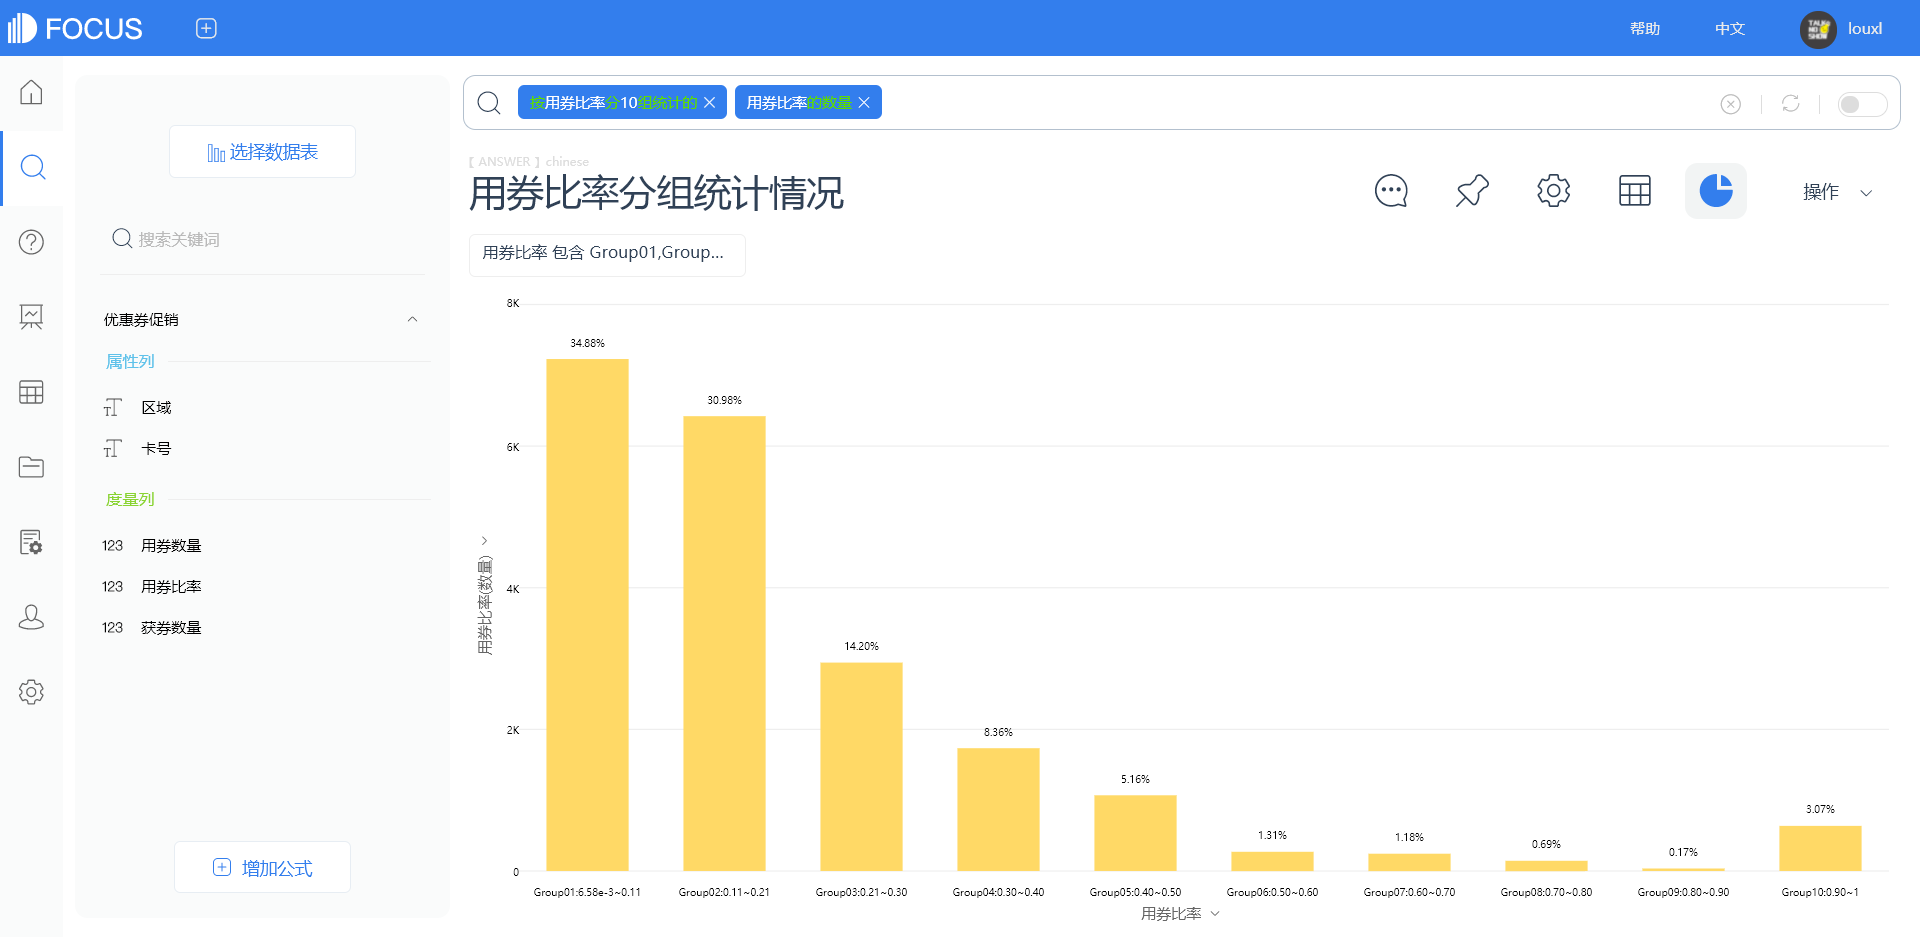 FOCUS
帮助
中文
TALK NO SHOW
louxl
选择数据表
搜索关键词
优惠券促销
属性列
区域
卡号
度量列
123 用券数量
123 用券比率
123 获券数量
增加公式
按用券比率分10组统计的
用券比率的数量
【 ANSWER 】 chinese
用券比率分组统计情况
操作
用券比率 包含 Group01,Group...
8K
6K
4K
2K
0
用券比率(数量)
34.88%
30.98%
14.20%
8.36%
5.16%
1.31%
1.18%
0.69%
0.17%
3.07%
Group01:6.58e-3~0.11
Group02:0.11~0.21
Group03:0.21~0.30
Group04:0.30~0.40
Group05:0.40~0.50
Group06:0.50~0.60
Group07:0.60~0.70
Group08:0.70~0.80
Group09:0.80~0.90
Group10:0.90~1
用券比率